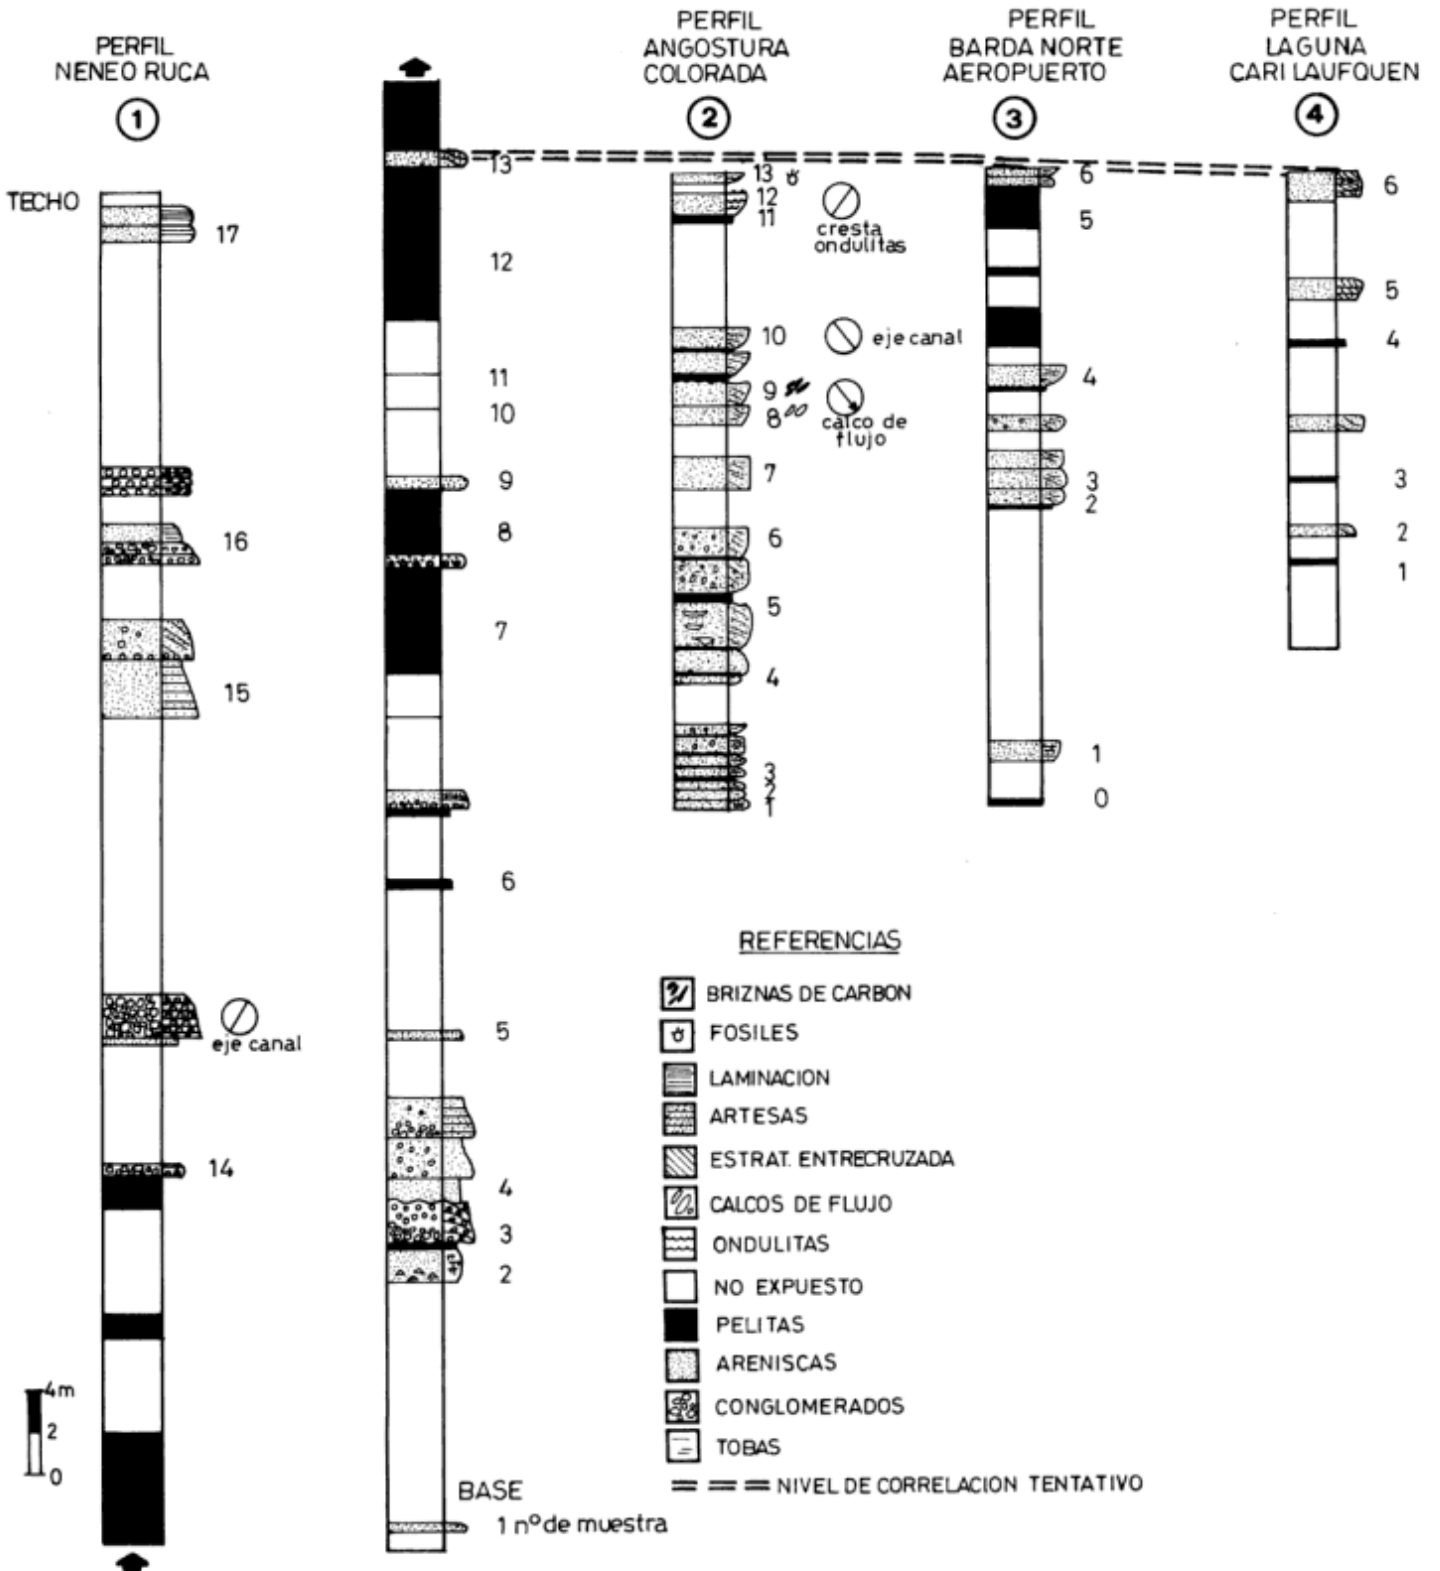 PERFIL
NENEO RUCA
1
TECHO
17
16
15
eje canal
14
4m
2
0
13
12
11
10
9
8
7
6
5
4
3
2
BASE
1 nº de muestra
PERFIL
ANGOSTURA
COLORADA
2
13
12
11
cresta
ondulitas
10
eje canal
9
8
calco de
flujo
7
6
5
4
3
2
1
PERFIL
BARDA NORTE
AEROPUERTO
3
6
5
4
3
2
1
0
PERFIL
LAGUNA
CARI LAUFQUEN
4
6
5
4
3
2
1
REFERENCIAS
BRIZNAS DE CARBON
FOSILES
LAMINACION
ARTESAS
ESTRAT. ENTRECRUZADA
CALCOS DE FLUJO
ONDULITAS
NO EXPUESTO
PELITAS
ARENISCAS
CONGLOMERADOS
TOBAS
NIVEL DE CORRELACION TENTATIVO